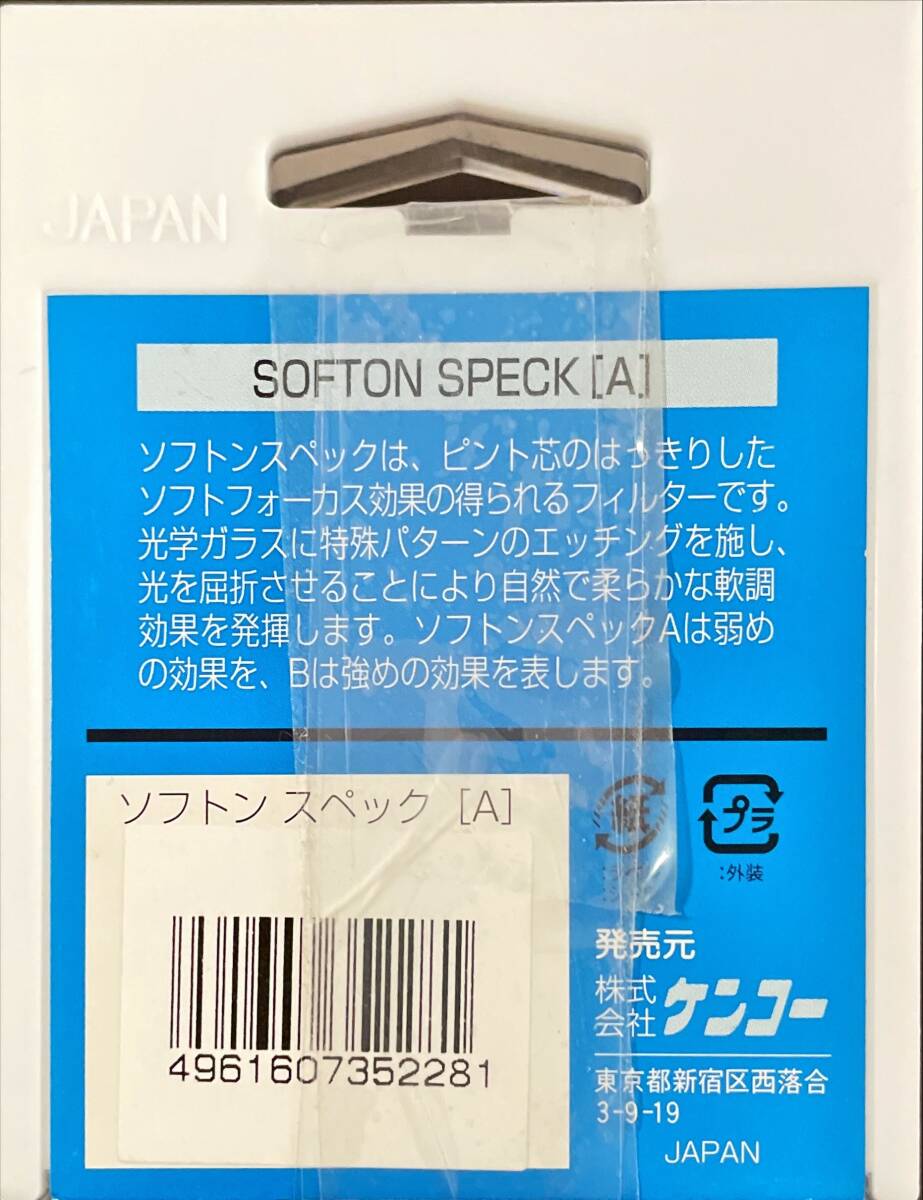 JAPAN
SOFTON SPECK [A]
ソフトンスペックは、ピント芯のはっきりした
ソフトフォーカス効果の得られるフィルターです。
光学ガラスに特殊パターンのエッチングを施し、
光を屈折させることにより自然で柔らかな軟調
効果を発揮します。ソフトンスペックAは弱め
の効果を、Bは強めの効果を表します。
ソフトン スペック [A]
4961607352281
紙
プラ
:外装
発売元
株式会社 ケンコー
東京都新宿区西落合
3-9-19
JAPAN